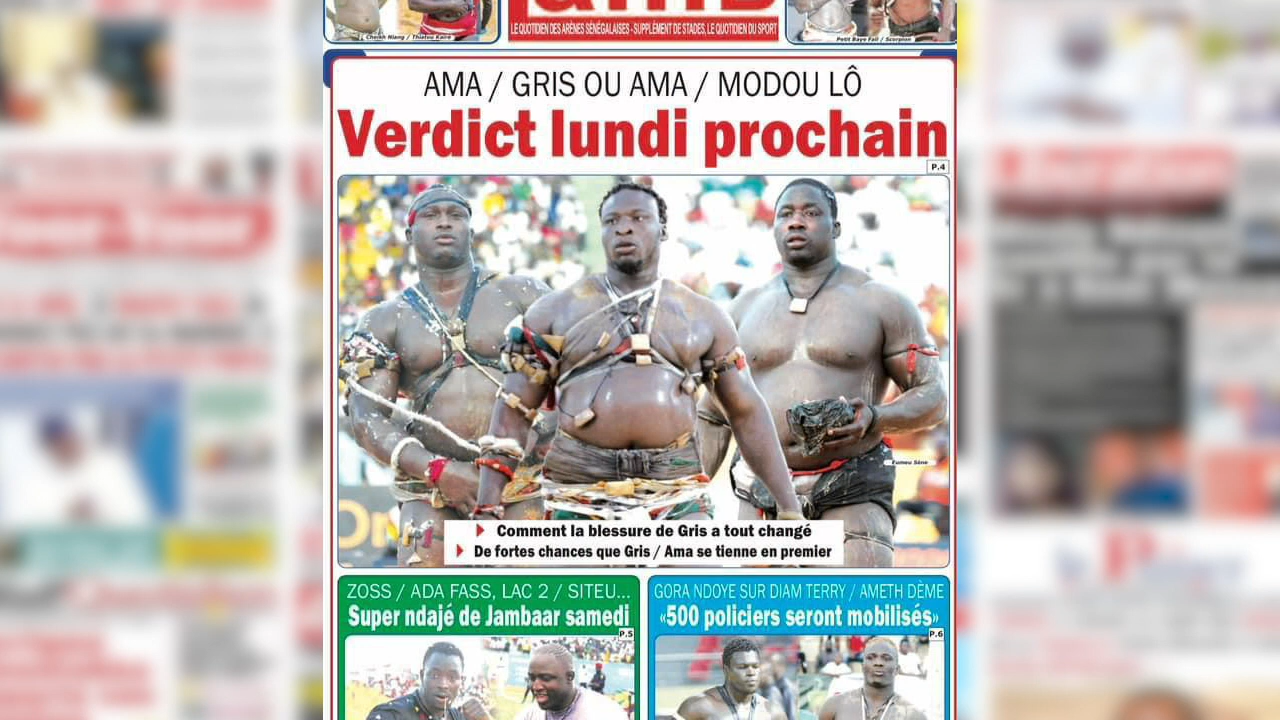 LE QUOTIDIEN DES ARÈNES SÉNÉGALAISES - SUPPLÉMENT DE STADES, LE QUOTIDIEN DU SPORT
Cheikh Niang / Thiatou Kairé
Petit Baye Fall / Scorpion
AMA / GRIS OU AMA / MODOU LÔ
Verdict lundi prochain
P.4
Eumeu Sène
Comment la blessure de Gris a tout changé
De fortes chances que Gris / Ama se tienne en premier
ZOSS / ADA FASS, LAC 2 / SITEU...
Super ndajé de Jambaar samedi
P.5
GORA NDOYE SUR DIAM TERRY / AMETH DÈME
«500 policiers seront mobilisés»
P.6